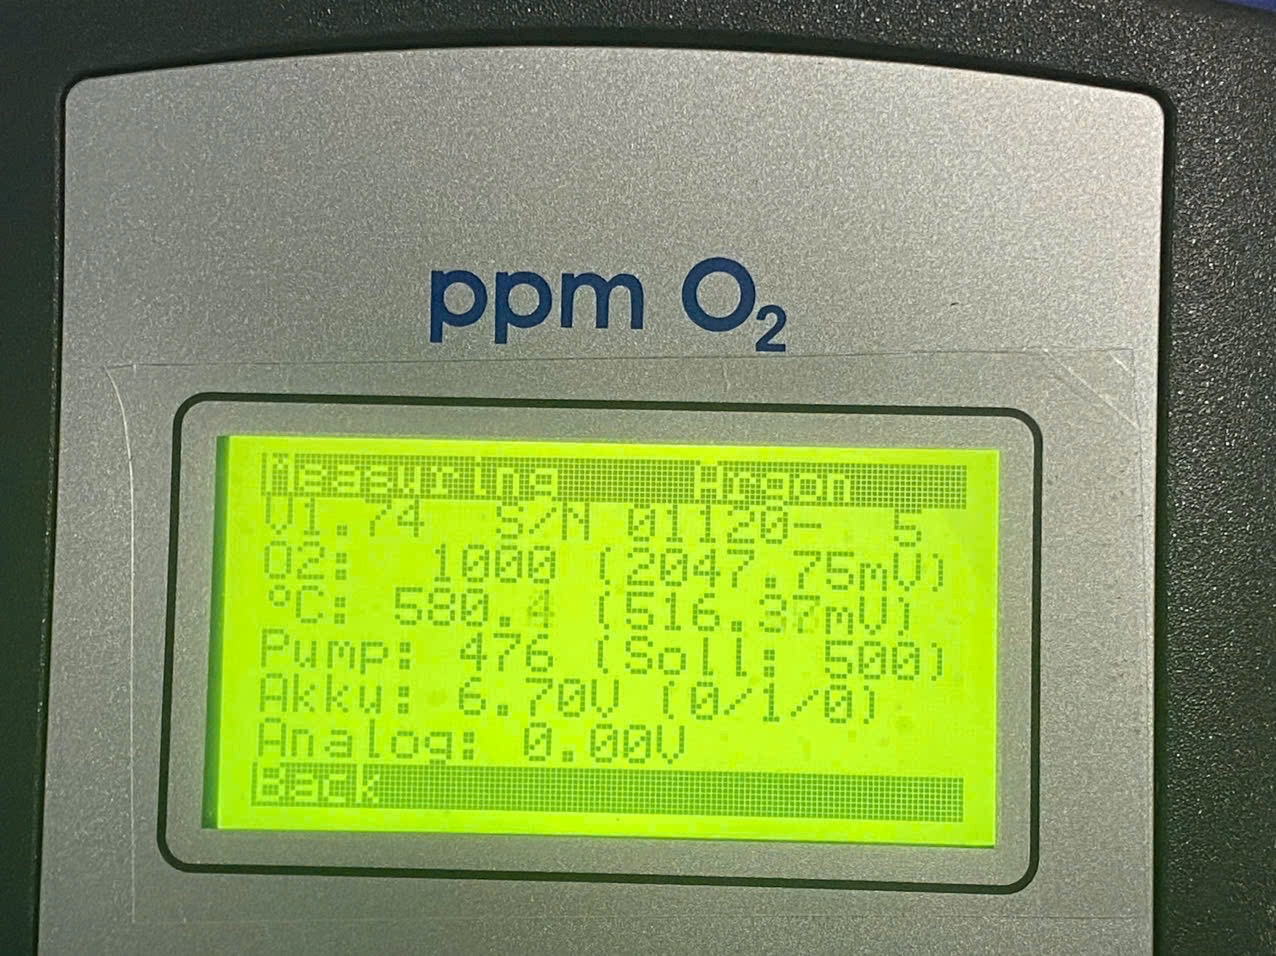 ppm O₂
Measuring Argon
V1.74 S/N 01120- 5
O2: 1000 (2047.75mV)
°C: 580.4 (516.37mV)
Pump: 476 (Soll: 500)
Akku: 6.70V (0/1/0)
Analog: 0.00V
Back